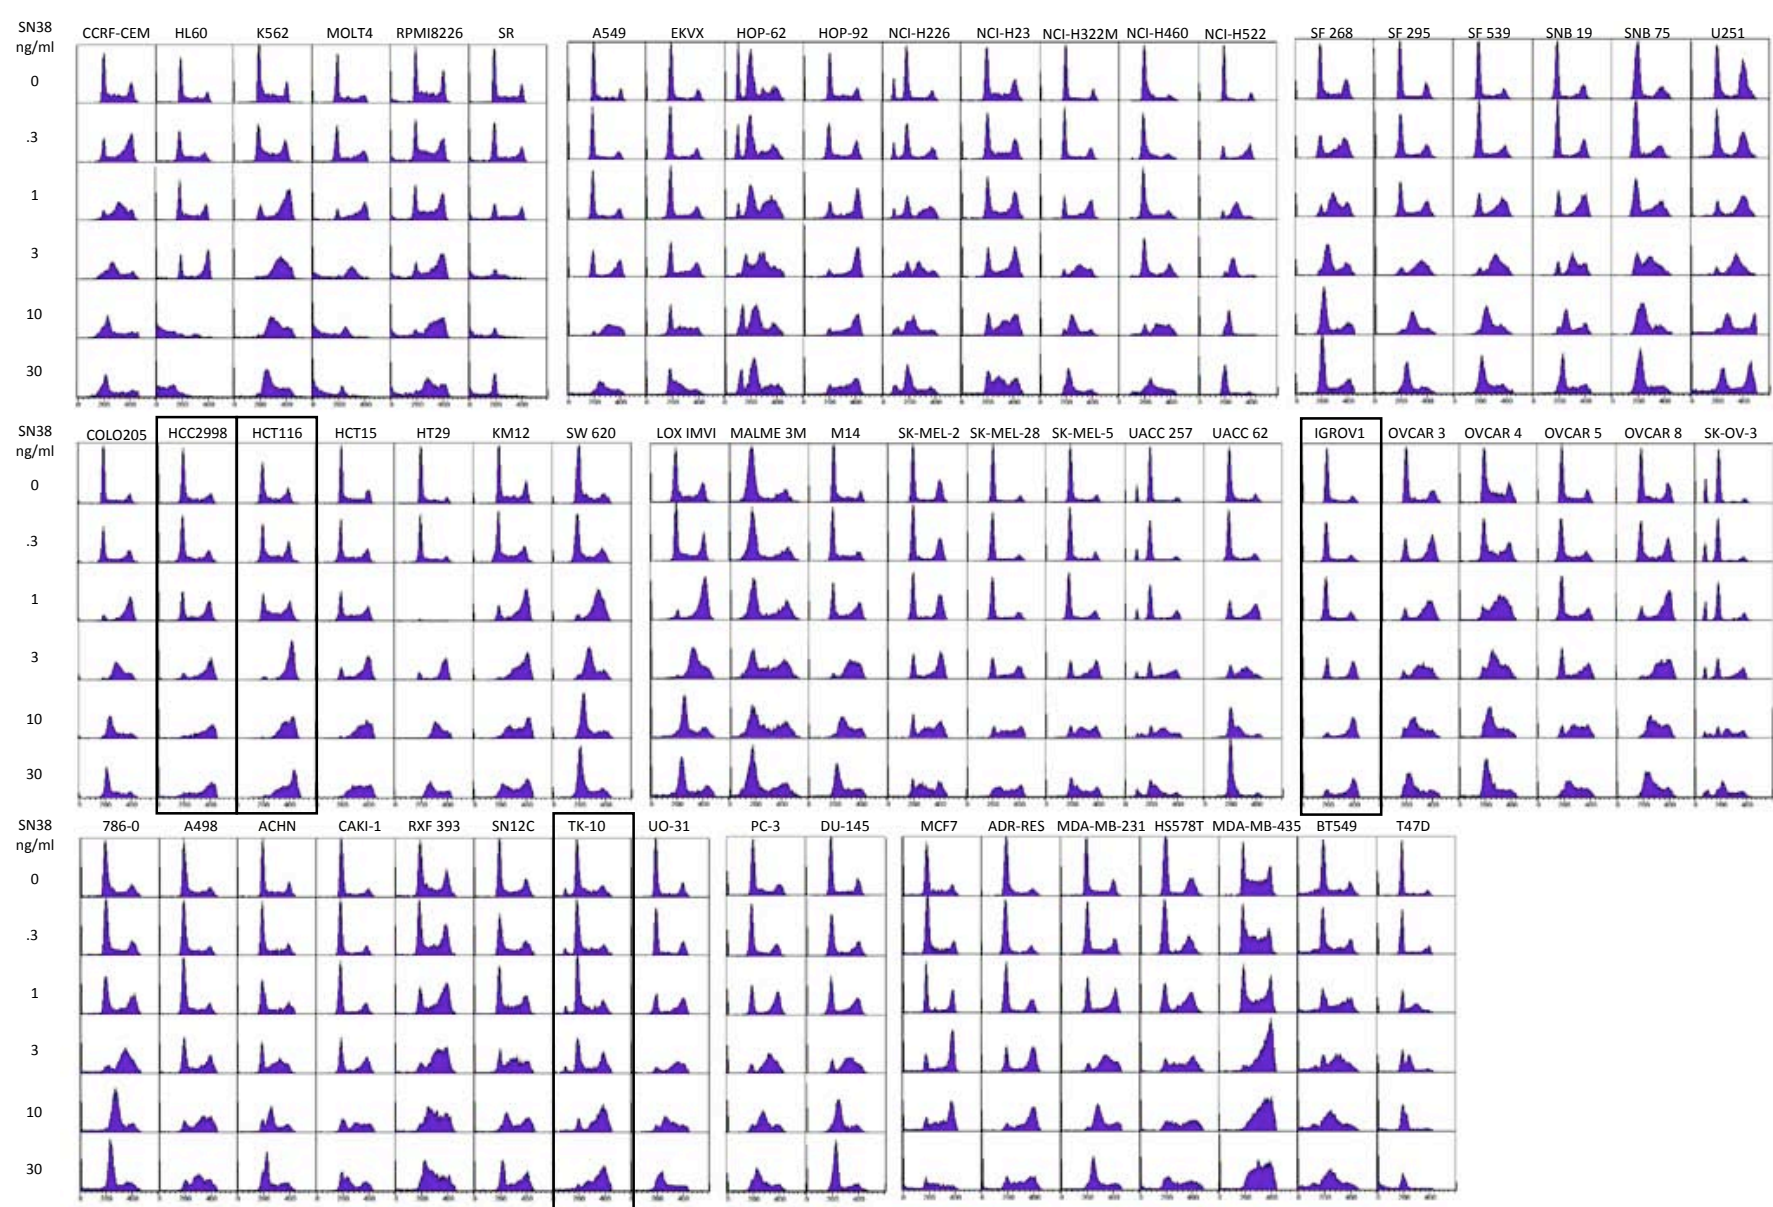 SN38
ng/ml
CCRF-CEM HL60 K562 MOLT4 RPMI8226 SR A549 EKVX HOP-62 HOP-92 NCI-H226 NCI-H23 NCI-H322M NCI-H460 NCI-H522 SF 268 SF 295 SF 539 SNB 19 SNB 75 U251
0
.3
1
3
10
30
SN38
ng/ml
COLO205 HCC2998 HCT116 HCT15 HT29 KM12 SW 620 LOX IMVI MALME 3M M14 SK-MEL-2 SK-MEL-28 SK-MEL-5 UACC 257 UACC 62 IGROV1 OVCAR 3 OVCAR 4 OVCAR 5 OVCAR 8 SK-OV-3
0
.3
1
3
10
30
SN38
ng/ml
786-0 A498 ACHN CAKI-1 RXF 393 SN12C TK-10 UO-31 PC-3 DU-145 MCF7 ADR-RES MDA-MB-231 HS578T MDA-MB-435 BT549 T47D
0
.3
1
3
10
30